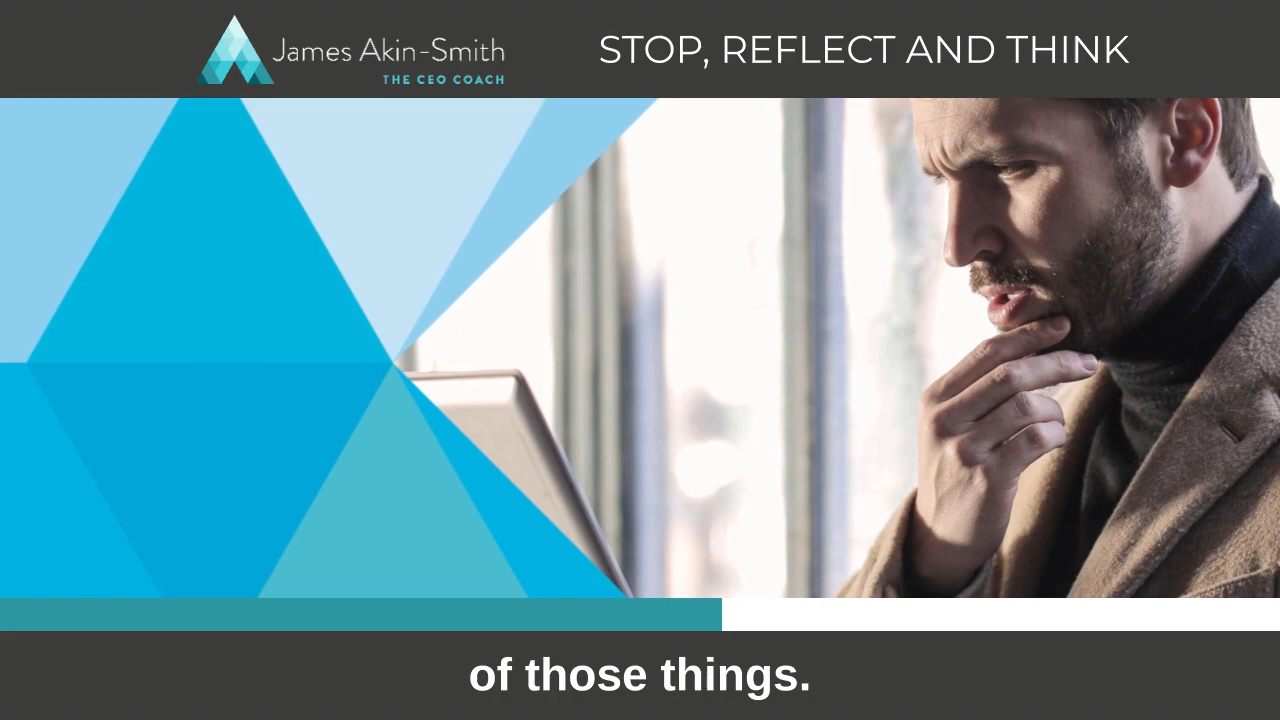 James Akin-Smith
THE CEO COACH
STOP, REFLECT AND THINK
of those things.